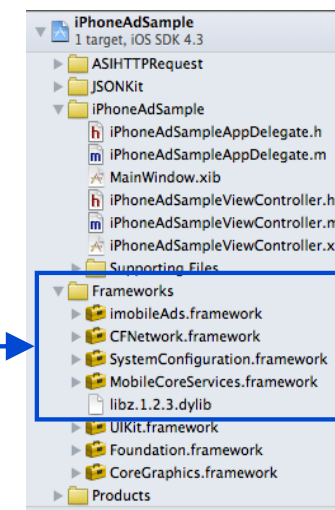 iPhoneAdSample
1 target, iOS SDK 4.3
ASIHTTPRequest
JSONKit
iPhoneAdSample
h iPhoneAdSampleAppDelegate.h
m iPhoneAdSampleAppDelegate.m
MainWindow.xib
h iPhoneAdSampleViewController.h
m iPhoneAdSampleViewController.m
iPhoneAdSampleViewController.x
Supporting Files
Frameworks
imobileAds.framework
CFNetwork.framework
SystemConfiguration.framework
MobileCoreServices.framework
libz.1.2.3.dylib
UIKit.framework
Foundation.framework
CoreGraphics.framework
Products